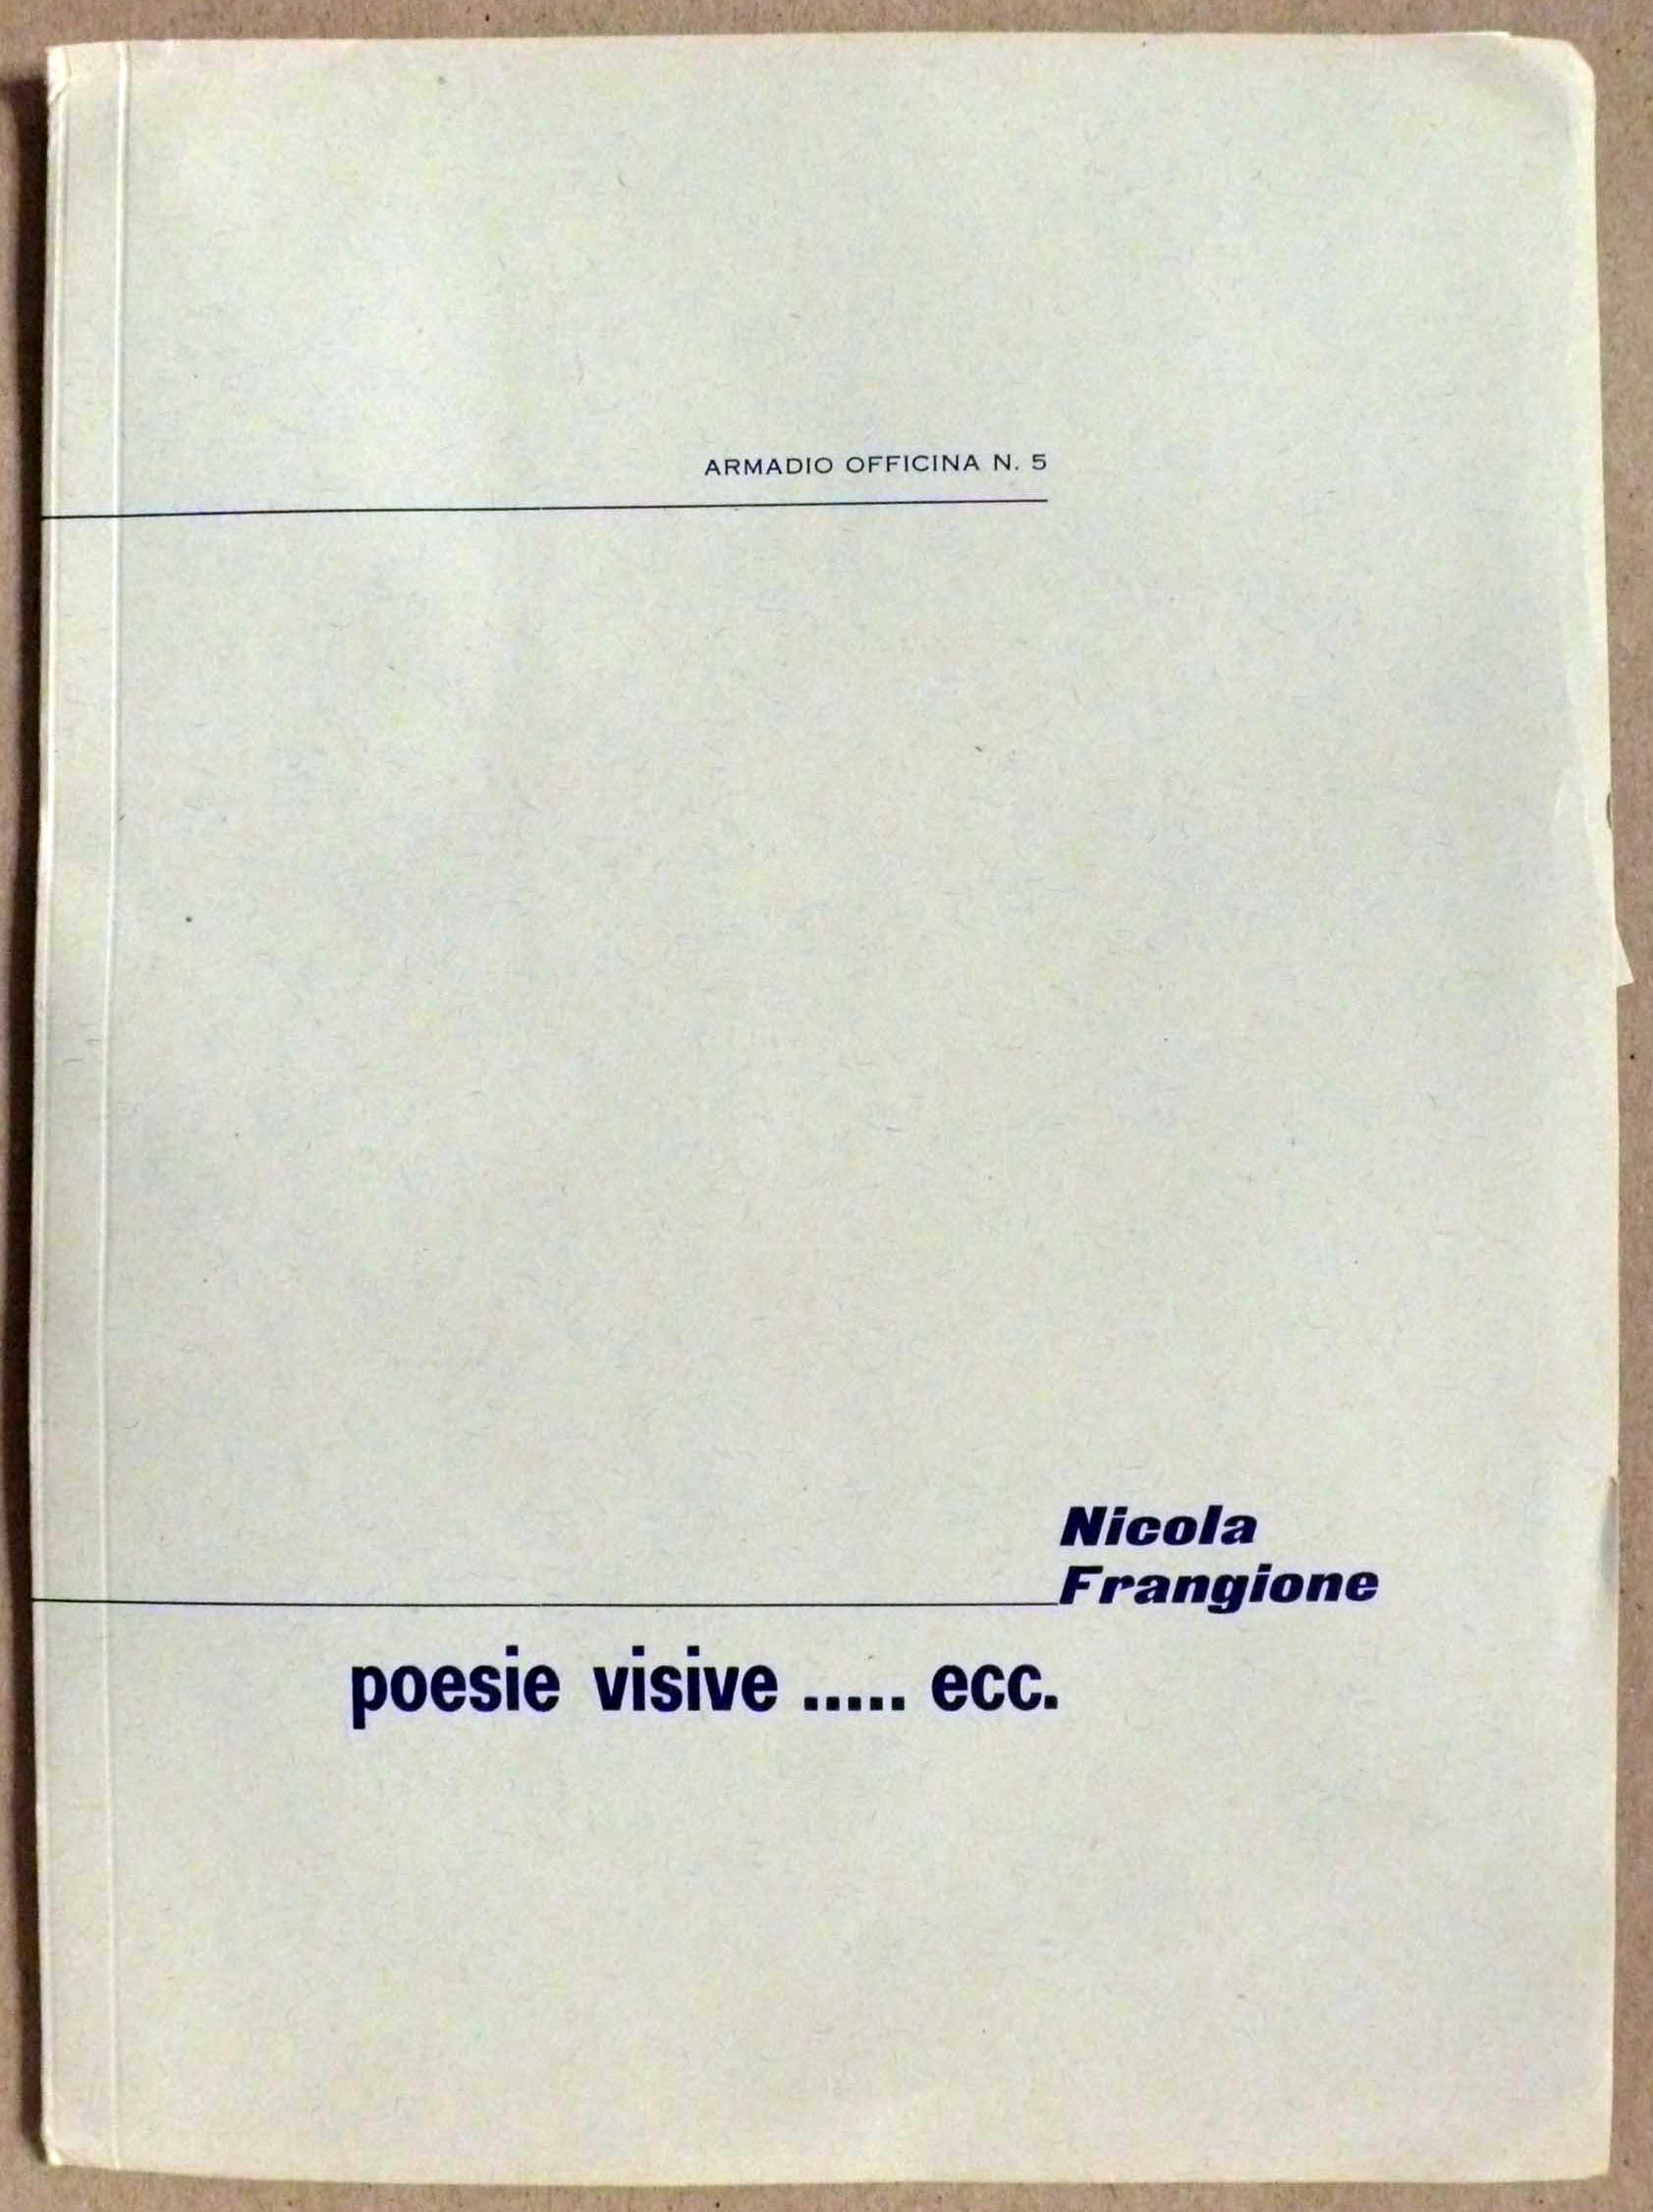 ARMADIO OFFICINA N. 5
Nicola
Frangione
poesie visive ..... ecc.